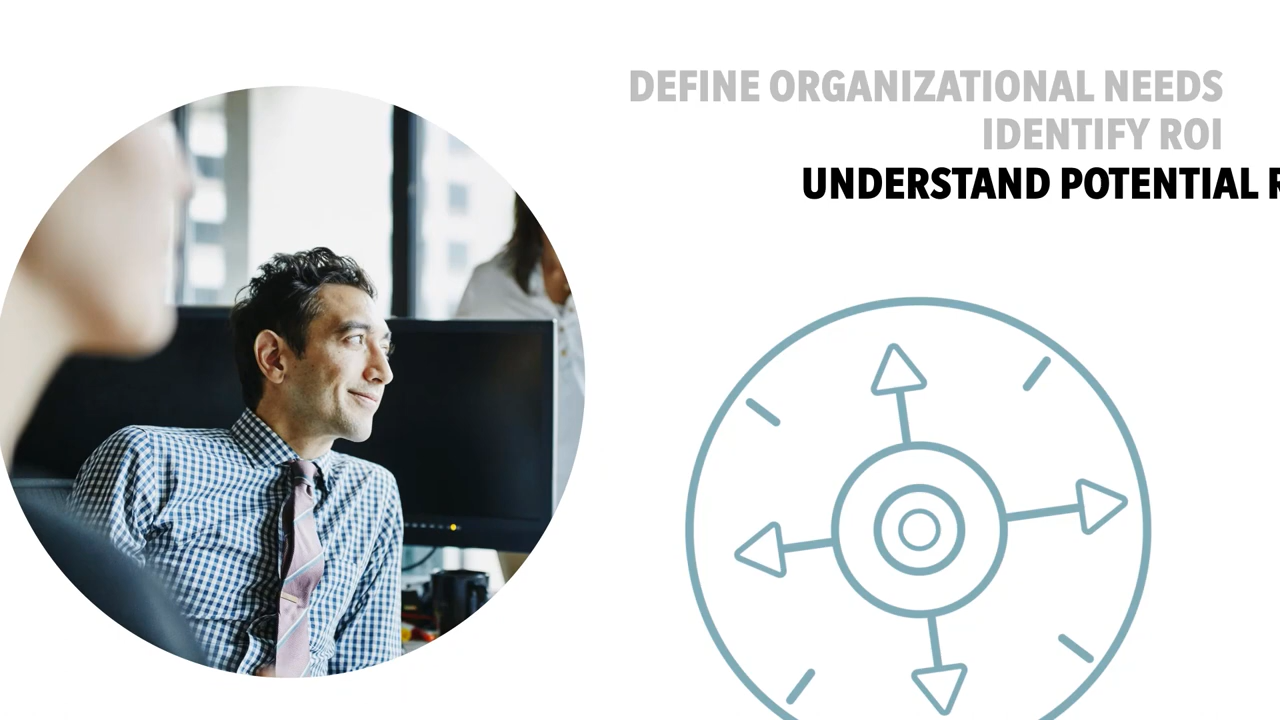 DEFINE ORGANIZATIONAL NEEDS
IDENTIFY ROI
UNDERSTAND POTENTIAL